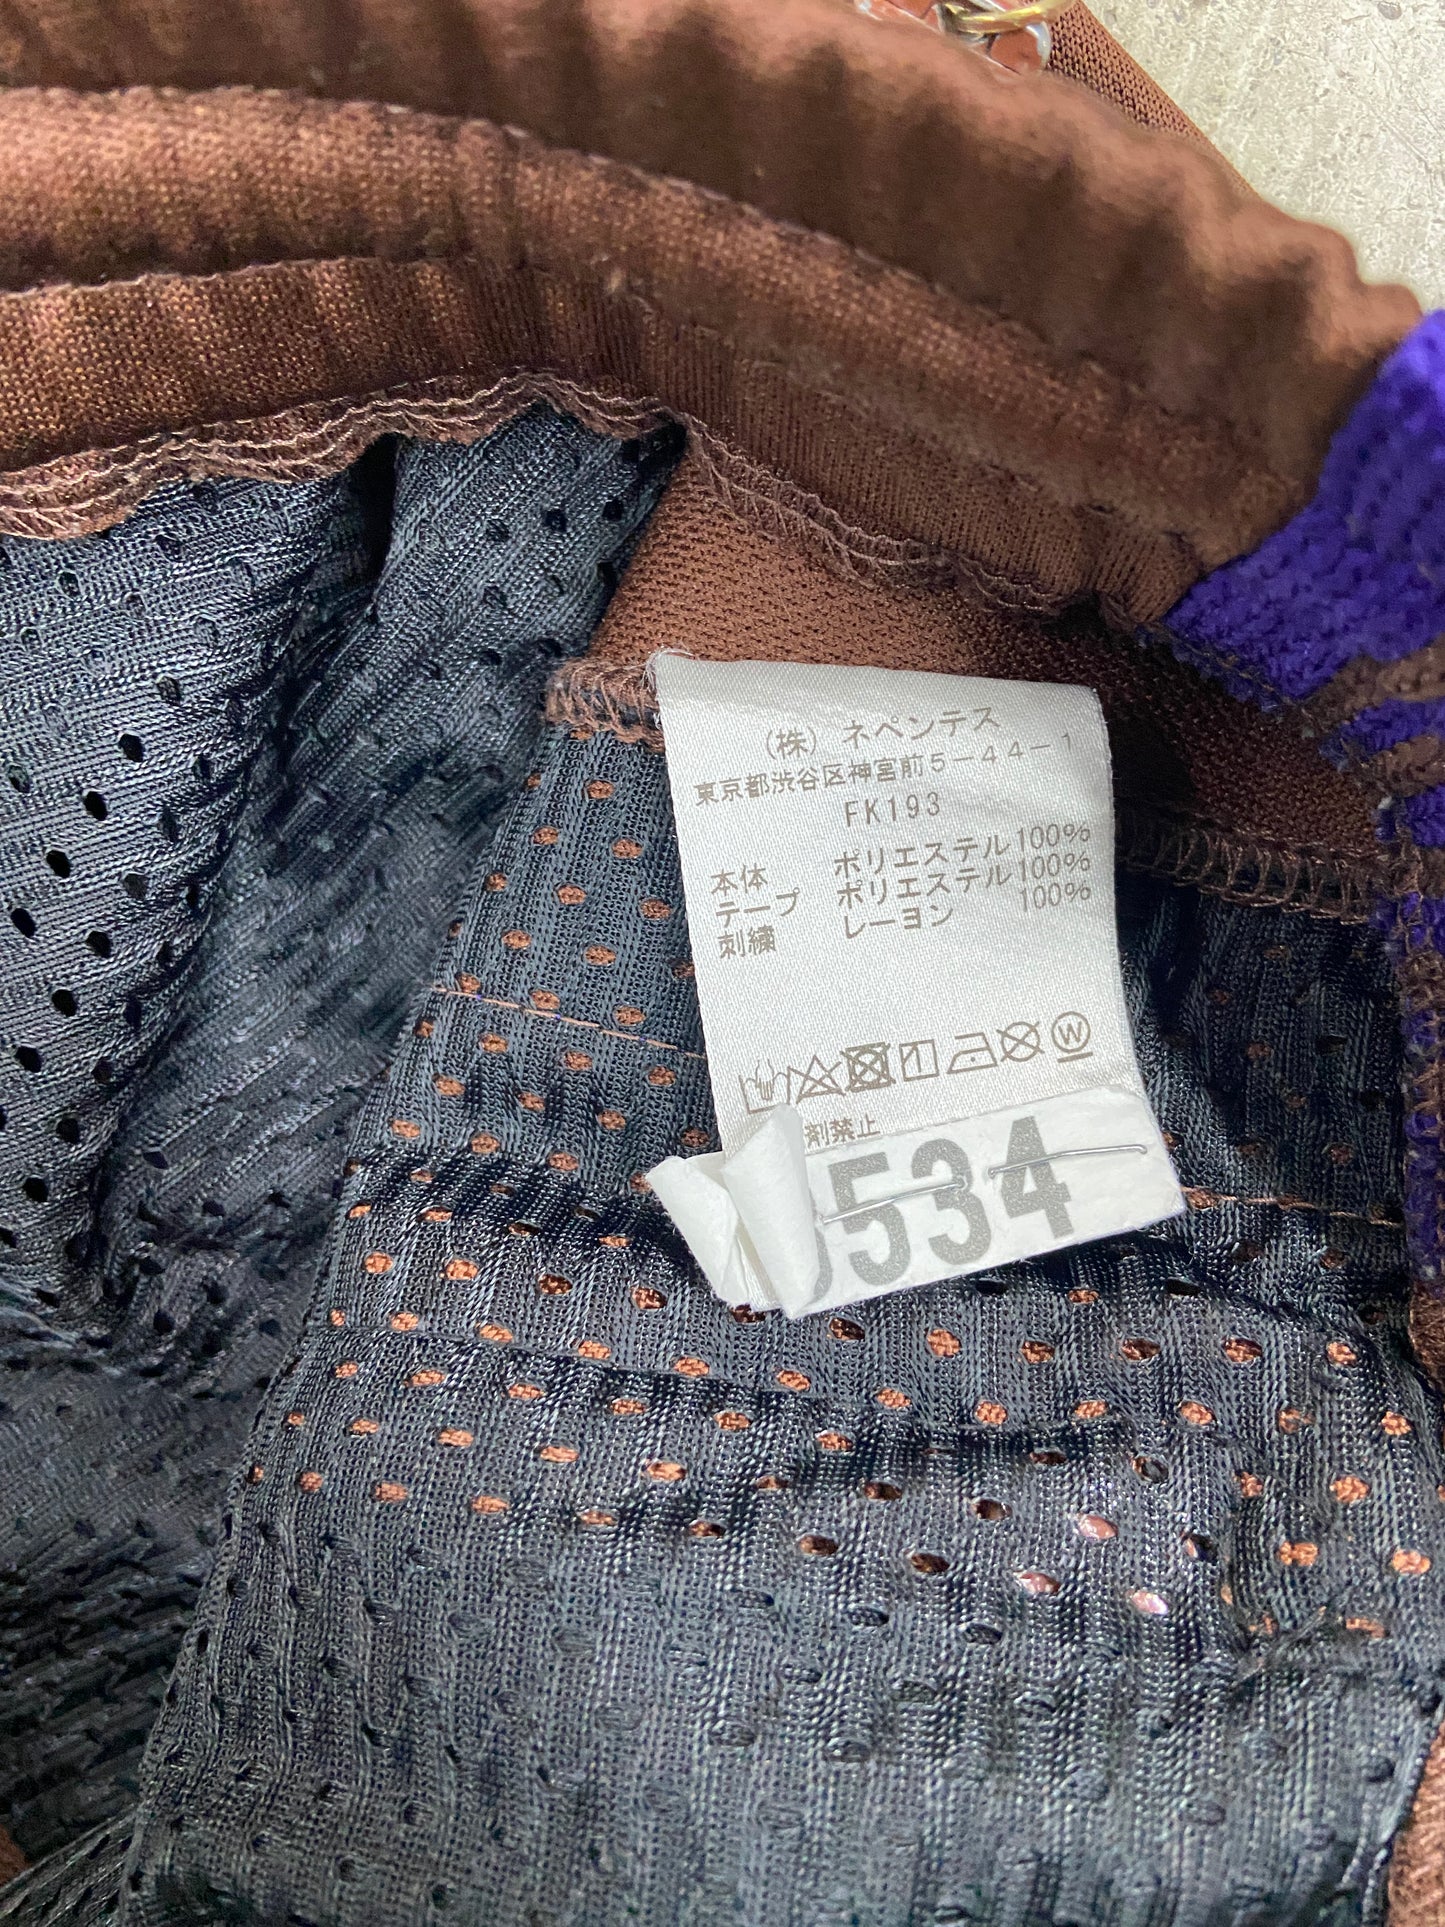 (株) ネペンテス
東京都渋谷区神宮前5-44-1
FK193
本体 ポリエステル100%
テープ ポリエステル100%
刺繍 レーヨン 100%
W
剤禁止
534